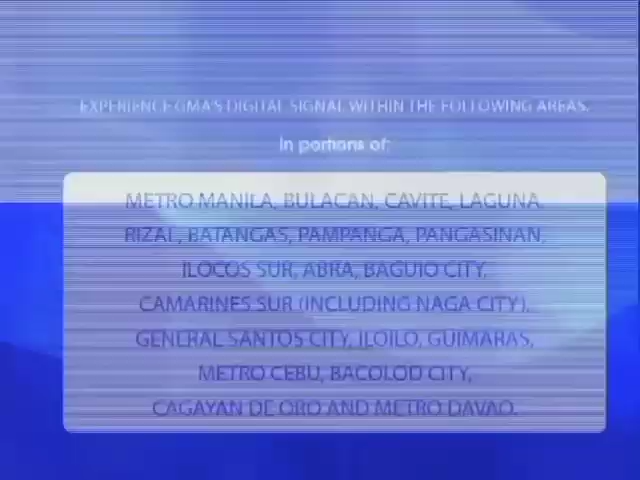 EXPERIENCE GMA'S DIGITAL SIGNAL WITHIN THE FOLLOWING AREAS.
In portions of:
METRO MANILA, BULACAN, CAVITE, LAGUNA,
RIZAL, BATANGAS, PAMPANGA, PANGASINAN,
ILOCOS SUR, ABRA, BAGUIO CITY,
CAMARINES SUR (INCLUDING NAGA CITY),
GENERAL SANTOS CITY, ILOILO, GUIMARAS,
METRO CEBU, BACOLOD CITY,
CAGAYAN DE ORO AND METRO DAVAO.